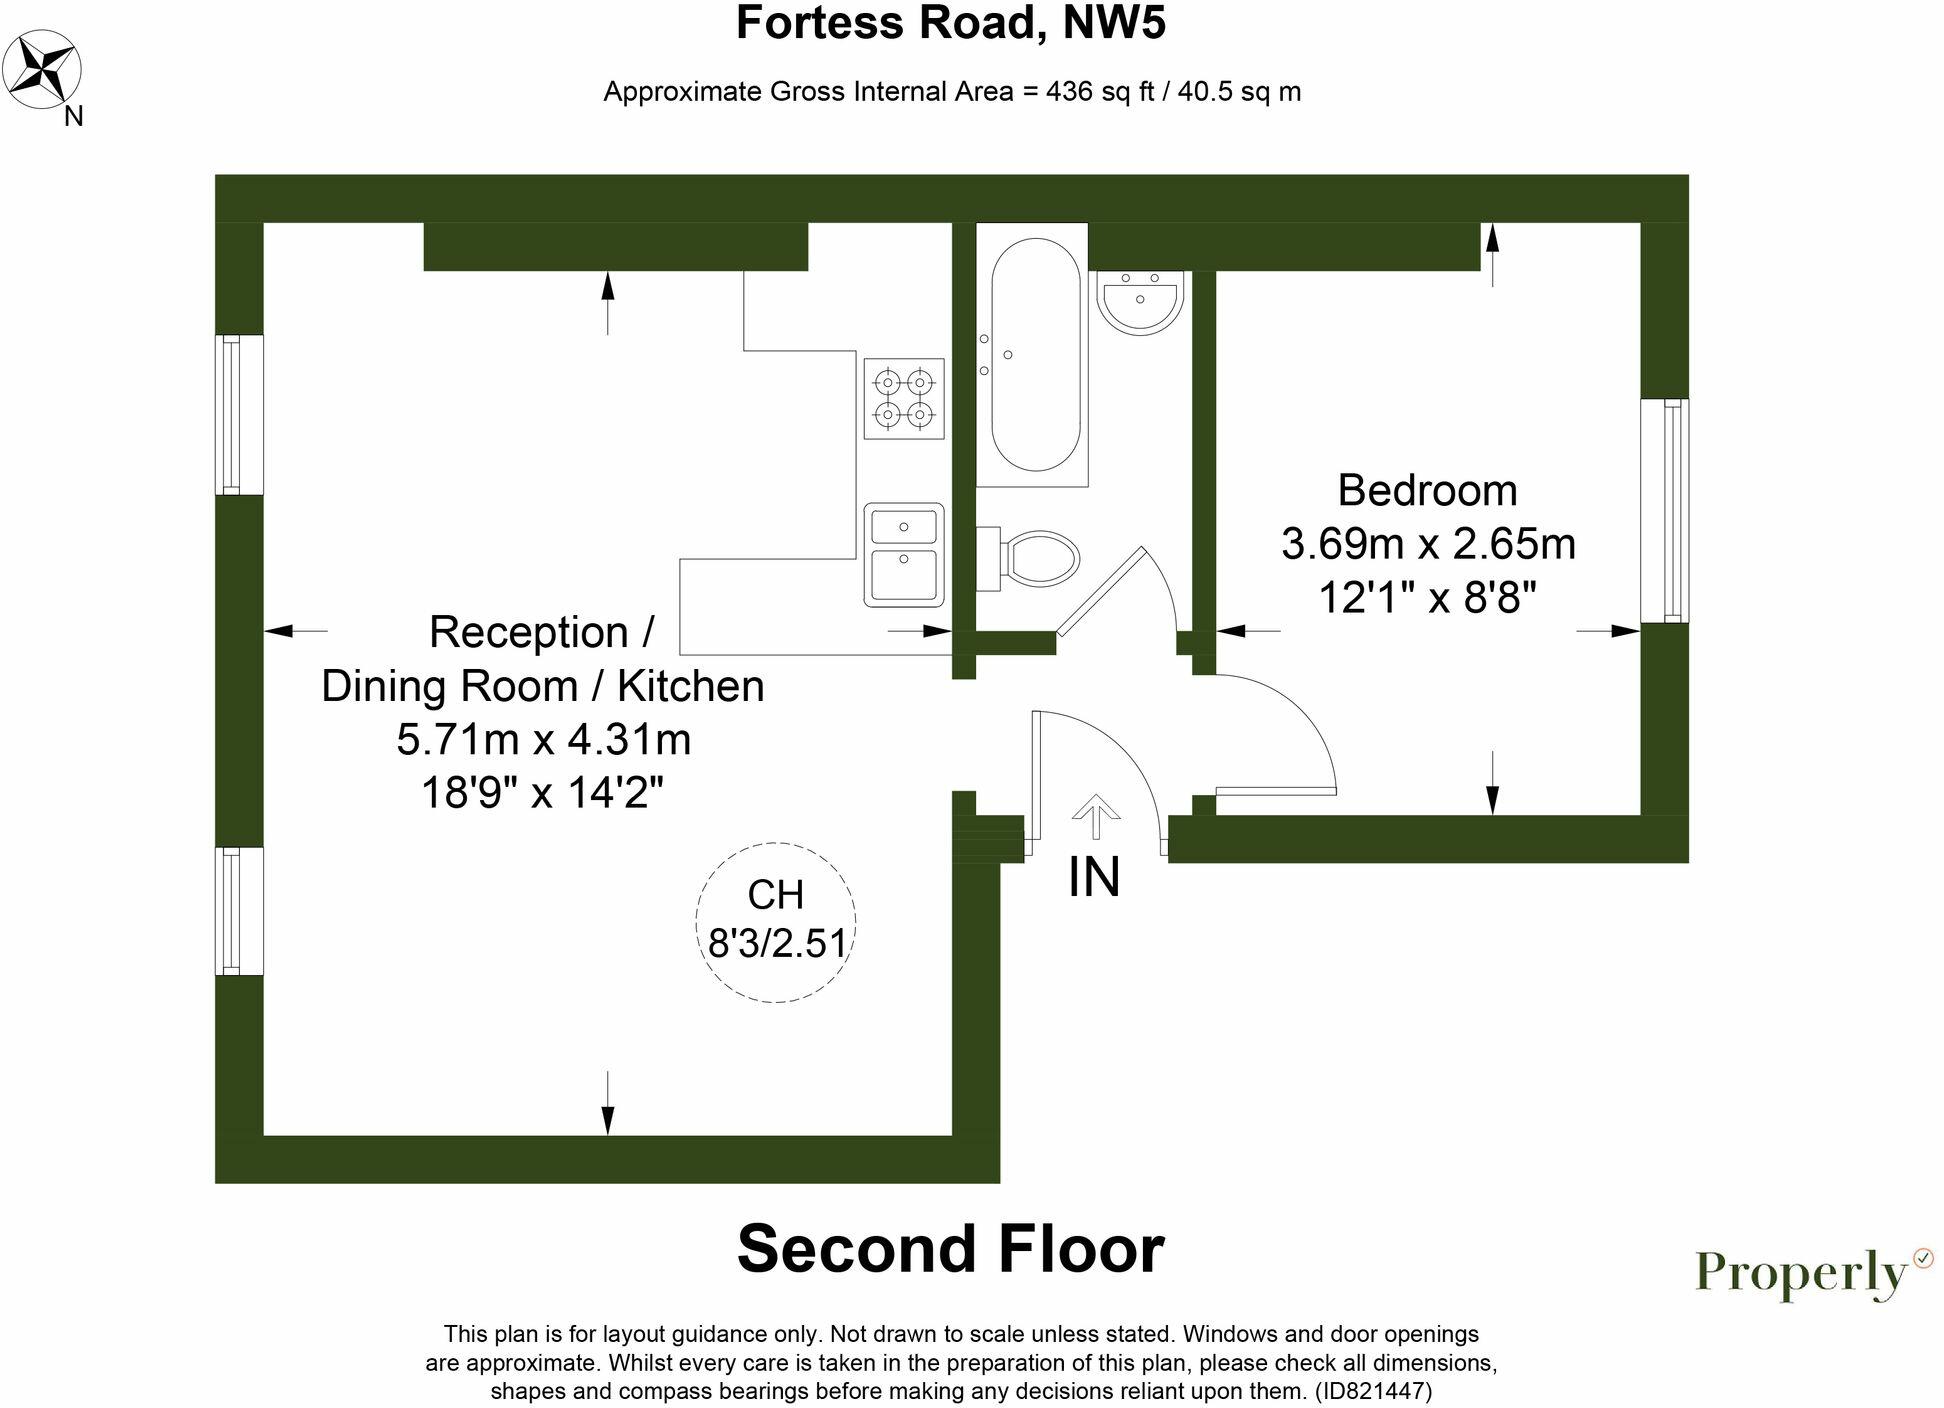 Fortess Road, NW5
Approximate Gross Internal Area = 436 sq ft / 40.5 sq m
N
Reception /
Dining Room / Kitchen
5.71m x 4.31m
18'9" x 14'2"
Bedroom
3.69m x 2.65m
12'1" x 8'8"
CH
8'3/2.51
IN
Second Floor
Properly
This plan is for layout guidance only. Not drawn to scale unless stated. Windows and door openings
are approximate. Whilst every care is taken in the preparation of this plan, please check all dimensions,
shapes and compass bearings before making any decisions reliant upon them. (ID821447)